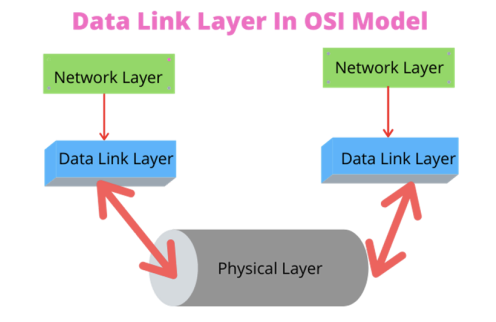 Data Link Layer In OSI Model
Network Layer
Network Layer
Data Link Layer
Data Link Layer
Physical Layer